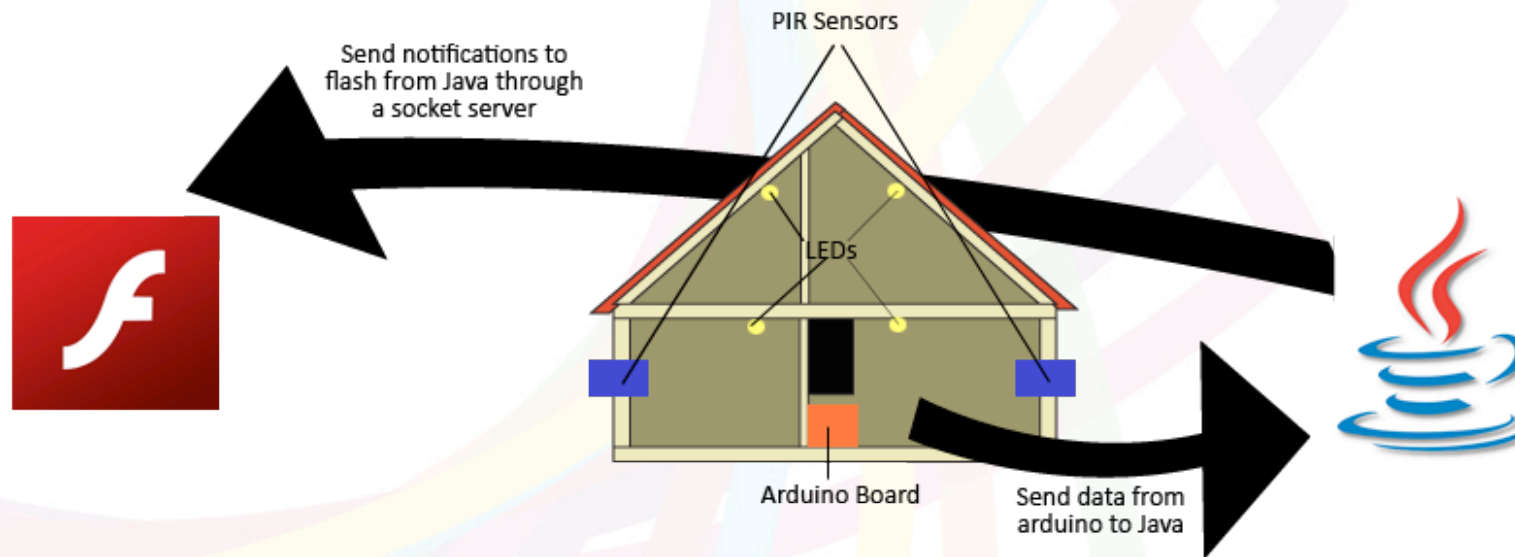 PIR Sensors
Send notifications to
flash from Java through
a socket server
LEDs
Arduino Board
Send data from
arduino to Java